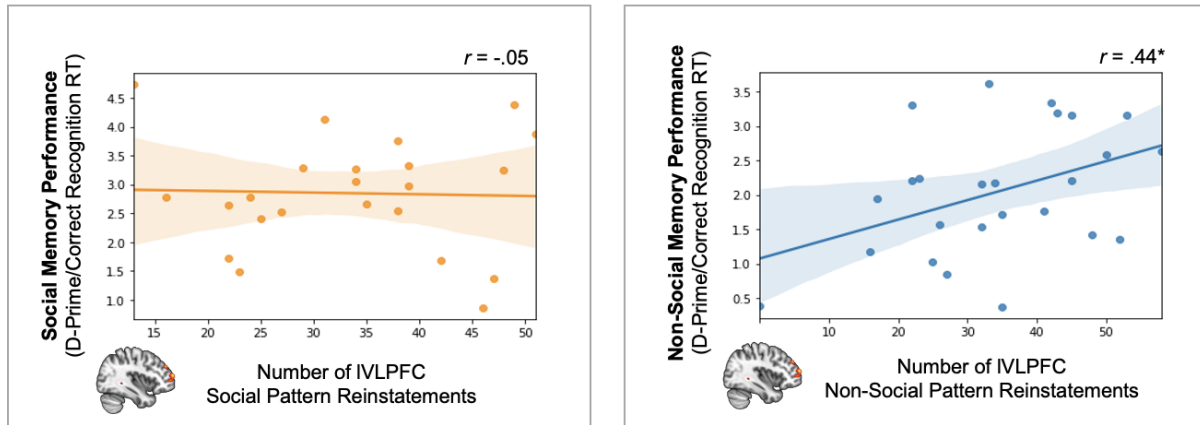 r = -.05
Social Memory Performance
(D-Prime/Correct Recognition RT)
4.5
4.0
3.5
3.0
2.5
2.0
1.5
1.0
15 20 25 30 35 40 45 50
Number of lVLPFC
Social Pattern Reinstatements
r = .44*
Non-Social Memory Performance
(D-Prime/Correct Recognition RT)
3.5
3.0
2.5
2.0
1.5
1.0
0.5
10 20 30 40 50
Number of lVLPFC
Non-Social Pattern Reinstatements